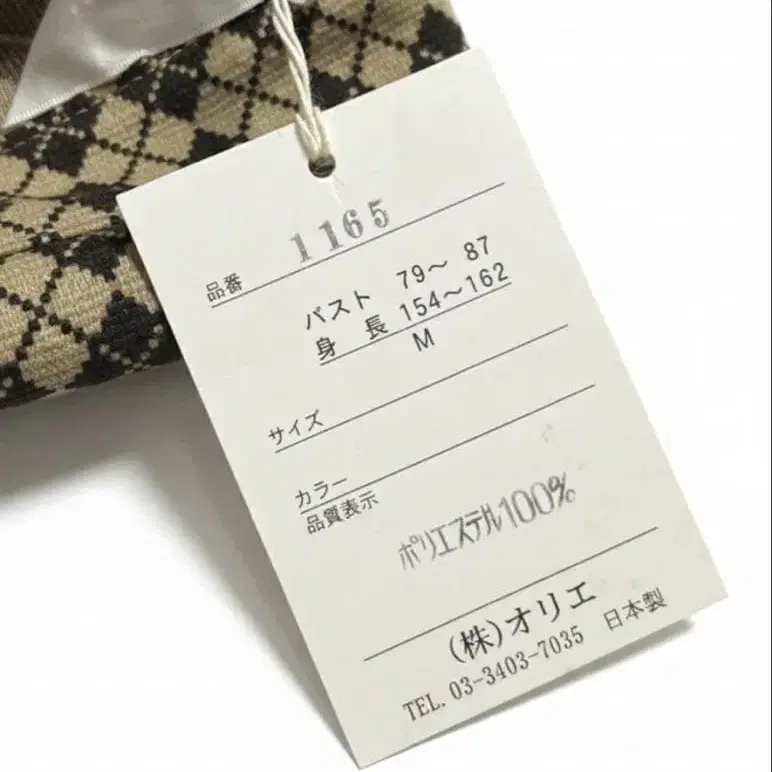 品番 1165
バスト 79～ 87
身 長 154～162
M
サイズ
カラー
品質表示
ポリエステル100%
(株)オリエ
TEL. 03-3403-7035 日本製